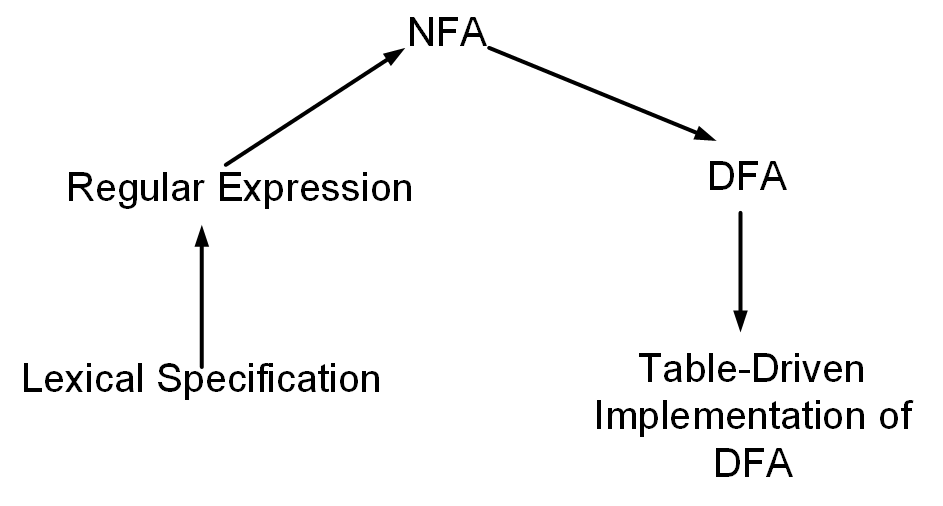 NFA
Regular Expression
DFA
Lexical Specification
Table-Driven
Implementation of
DFA